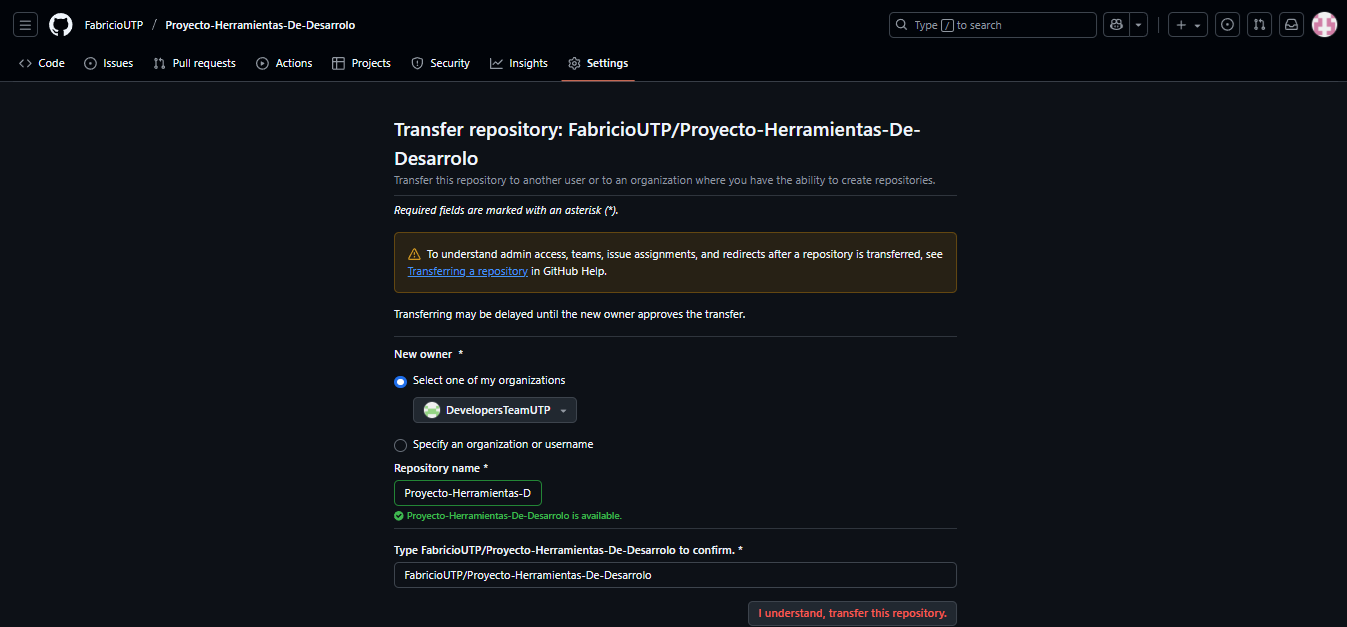 FabricioUTP / Proyecto-Herramientas-De-Desarrolo
Type / to search
Code Issues Pull requests Actions Projects Security Insights Settings
Transfer repository: FabricioUTP/Proyecto-Herramientas-De-
Desarrolo
Transfer this repository to another user or to an organization where you have the ability to create repositories.
Required fields are marked with an asterisk (*).
To understand admin access, teams, issue assignments, and redirects after a repository is transferred, see
Transferring a repository in GitHub Help.
Transferring may be delayed until the new owner approves the transfer.
New owner *
Select one of my organizations
DevelopersTeamUTP
Specify an organization or username
Repository name *
Proyecto-Herramientas-D
Proyecto-Herramientas-De-Desarrolo is available.
Type FabricioUTP/Proyecto-Herramientas-De-Desarrolo to confirm. *
FabricioUTP/Proyecto-Herramientas-De-Desarrolo
I understand, transfer this repository.